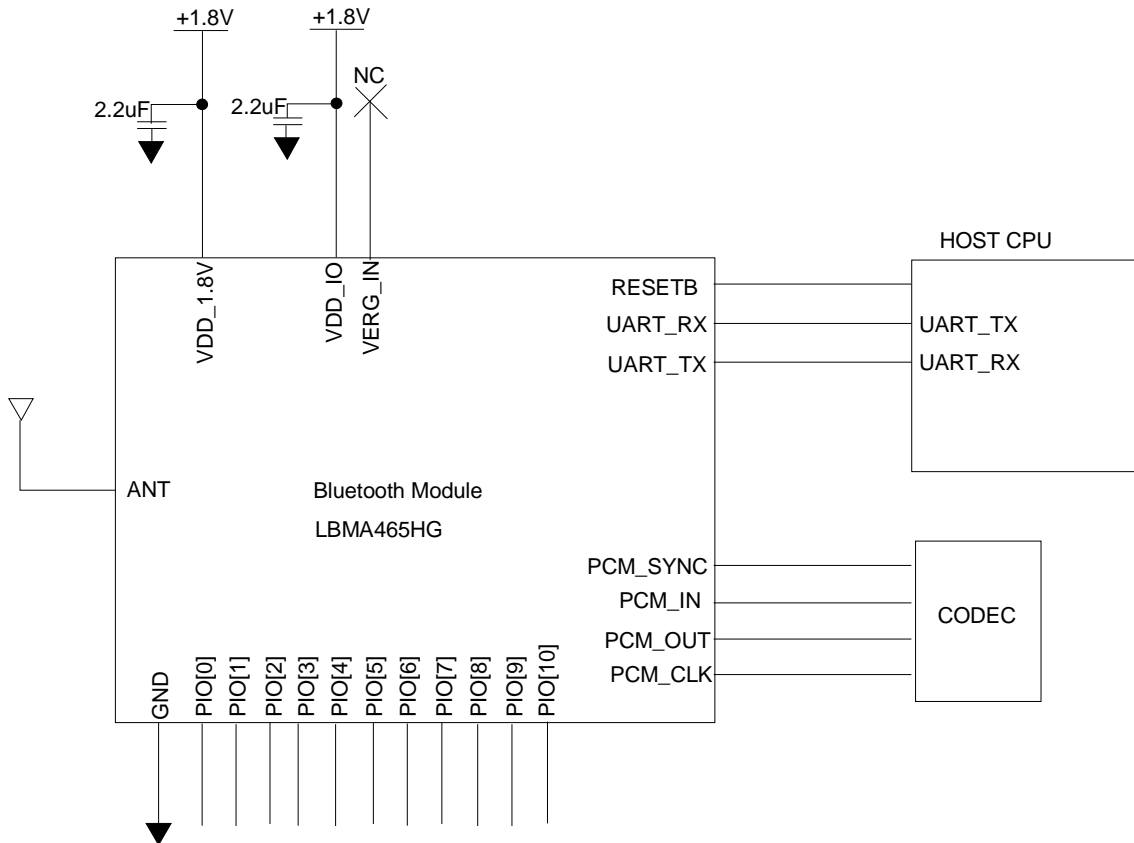 +1.8V
+1.8V
NC
2.2uF
2.2uF
HOST CPU
VDD_1.8V
VDD_IO
VERG_IN
RESETB
UART_RX
UART_TX
UART_TX
UART_RX
ANT
Bluetooth Module
LBMA465HG
PCM_SYNC
PCM_IN
PCM_OUT
PCM_CLK
CODEC
GND
PIO[0]
PIO[1]
PIO[2]
PIO[3]
PIO[4]
PIO[5]
PIO[6]
PIO[7]
PIO[8]
PIO[9]
PIO[10]